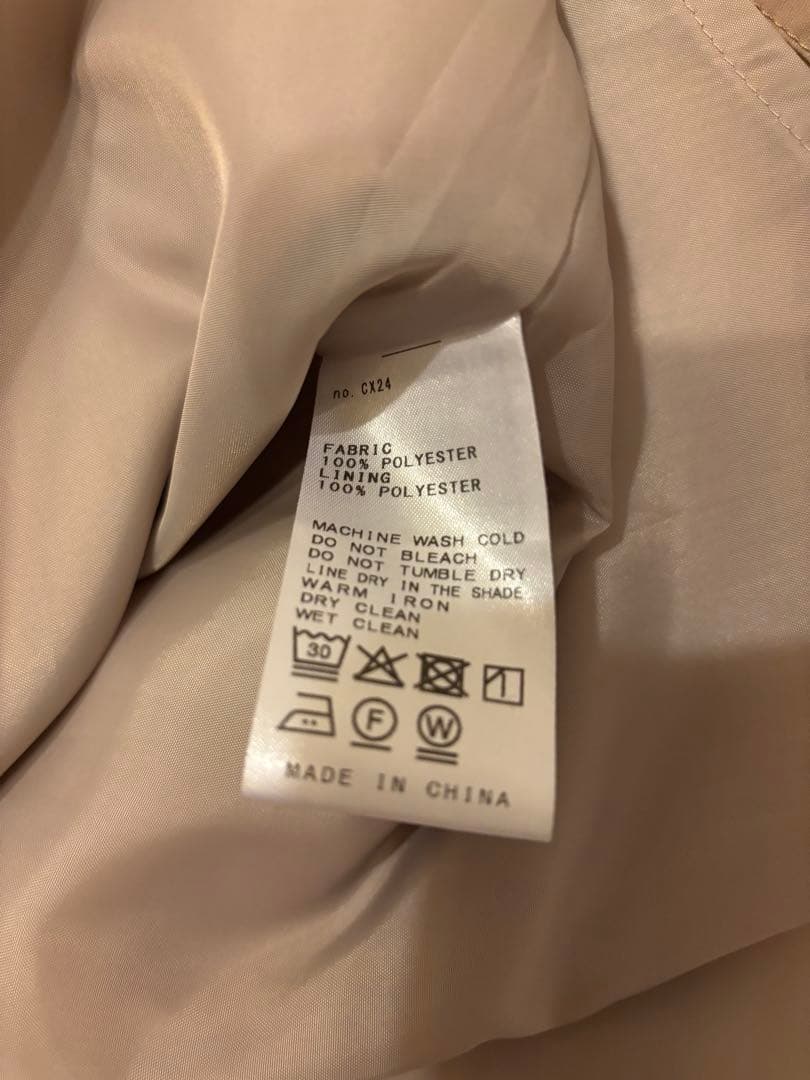 no. CX24
FABRIC
100% POLYESTER
LINING
100% POLYESTER
MACHINE WASH COLD
DO NOT BLEACH
DO NOT TUMBLE DRY
LINE DRY IN THE SHADE
WARM IRON
DRY CLEAN
WET CLEAN
30
F W
MADE IN CHINA